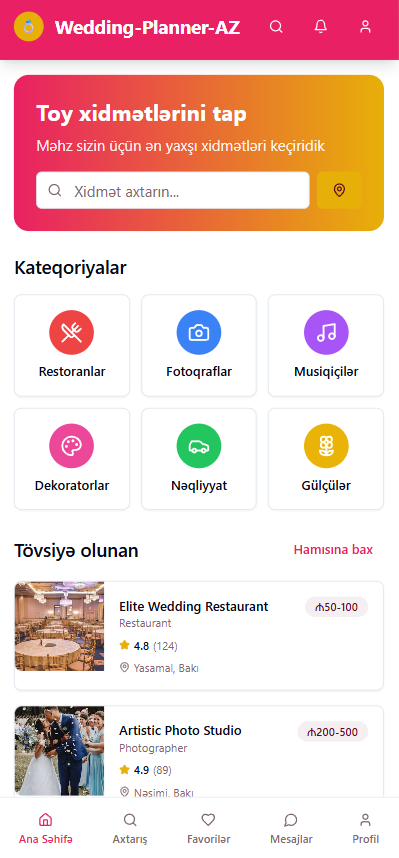 Wedding-Planner-AZ
Toy xidmətlərini tap
Məhz sizin üçün ən yaxşı xidmətləri keçiridik
Xidmət axtarın...
Kateqoriyalar
Restoranlar
Fotoqraflar
Musiqiçilər
Dekoratorlar
Nəqliyyat
Gülçülər
Tövsiyə olunan
Hamısına bax
Elite Wedding Restaurant
₼50-100
Restaurant
4.8 (124)
Yasamal, Bakı
Artistic Photo Studio
₼200-500
Photographer
4.9 (89)
Nəsimi, Bakı
Ana Səhifə
Axtarış
Favorilər
Mesajlar
Profil